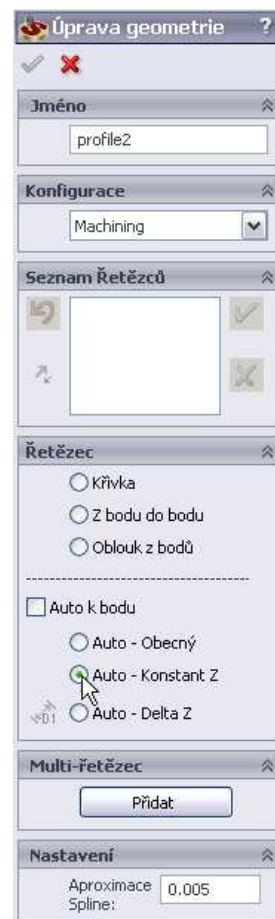 Úprava geometrie ?
Jméno
profile2
Konfigurace
Machining
Seznam Řetězců
Řetězec
Křivka
Z bodu do bodu
Oblouk z bodů
Auto k bodu
Auto - Obecný
Auto - Konstant Z
D1
Auto - Delta Z
Multi-řetězec
Přidat
Nastavení
Aproximace
Spline:
0.005